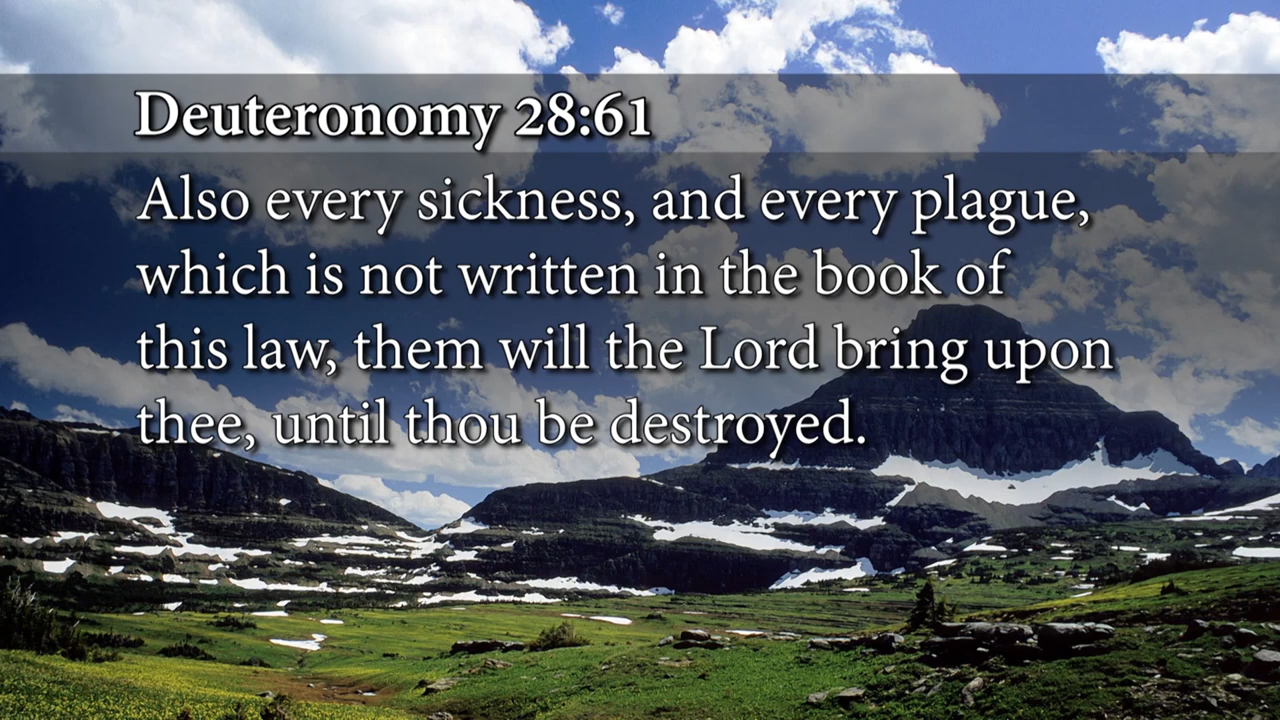 Deuteronomy 28:61
Also every sickness, and every plague,
which is not written in the book of
this law, them will the Lord bring upon
thee, until thou be destroyed.